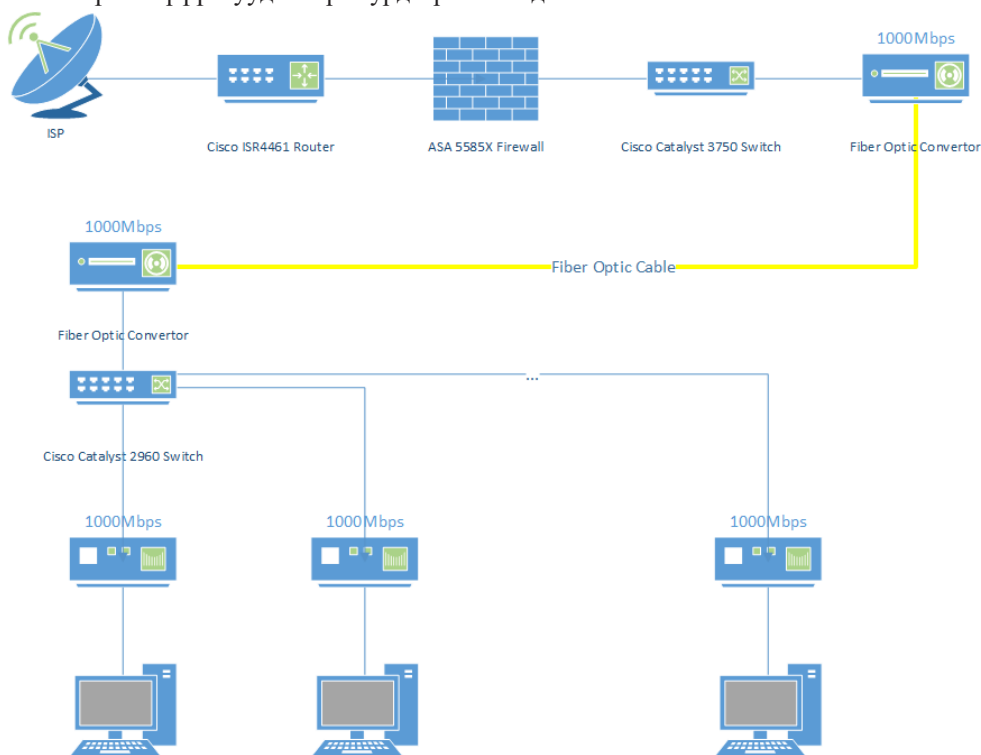 1000Mbps
ISP
Cisco ISR4461 Router
ASA 5585X Firewall
Cisco Catalyst 3750 Switch
Fiber Optic Convertor
1000Mbps
Fiber Optic Cable
Fiber Optic Convertor
...
Cisco Catalyst 2960 Switch
1000Mbps
1000Mbps
1000Mbps